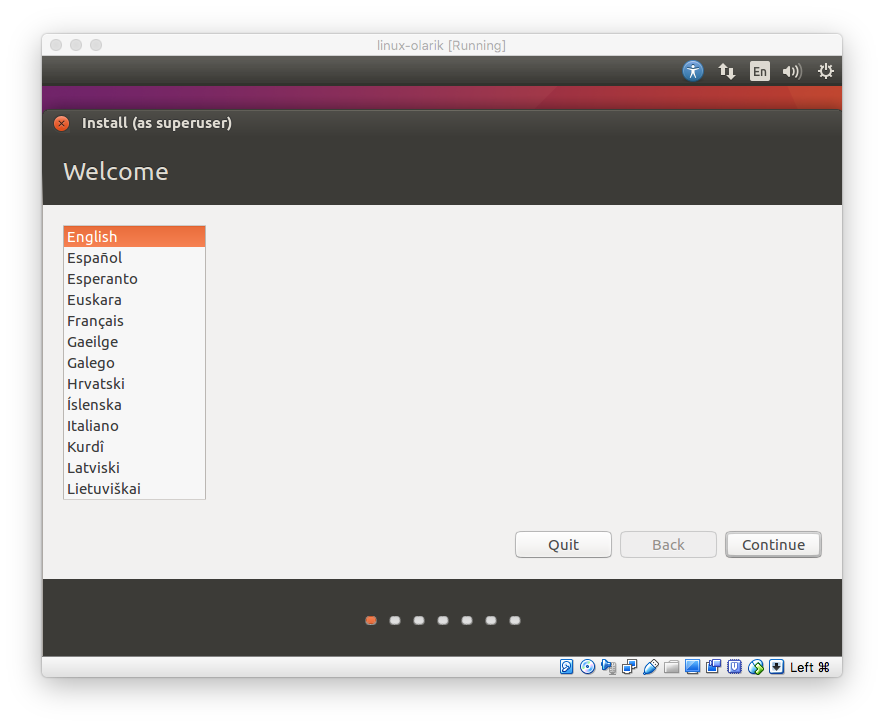 linux-olarik [Running]
En
Install (as superuser)
Welcome
English
Español
Esperanto
Euskara
Français
Gaeilge
Galego
Hrvatski
Íslenska
Italiano
Kurdî
Latviski
Lietuviškai
Quit Back Continue
Left ⌘